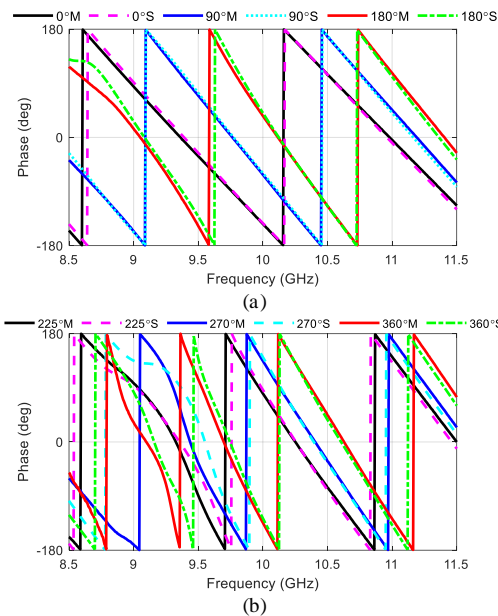 0°M 0°S 90°M 90°S 180°M 180°S
180
0
-180
Phase (deg)
8.5 9 9.5 10 10.5 11 11.5
Frequency (GHz)
(a)
225°M 225°S 270°M 270°S 360°M 360°S
180
0
-180
Phase (deg)
8.5 9 9.5 10 10.5 11 11.5
Frequency (GHz)
(b)